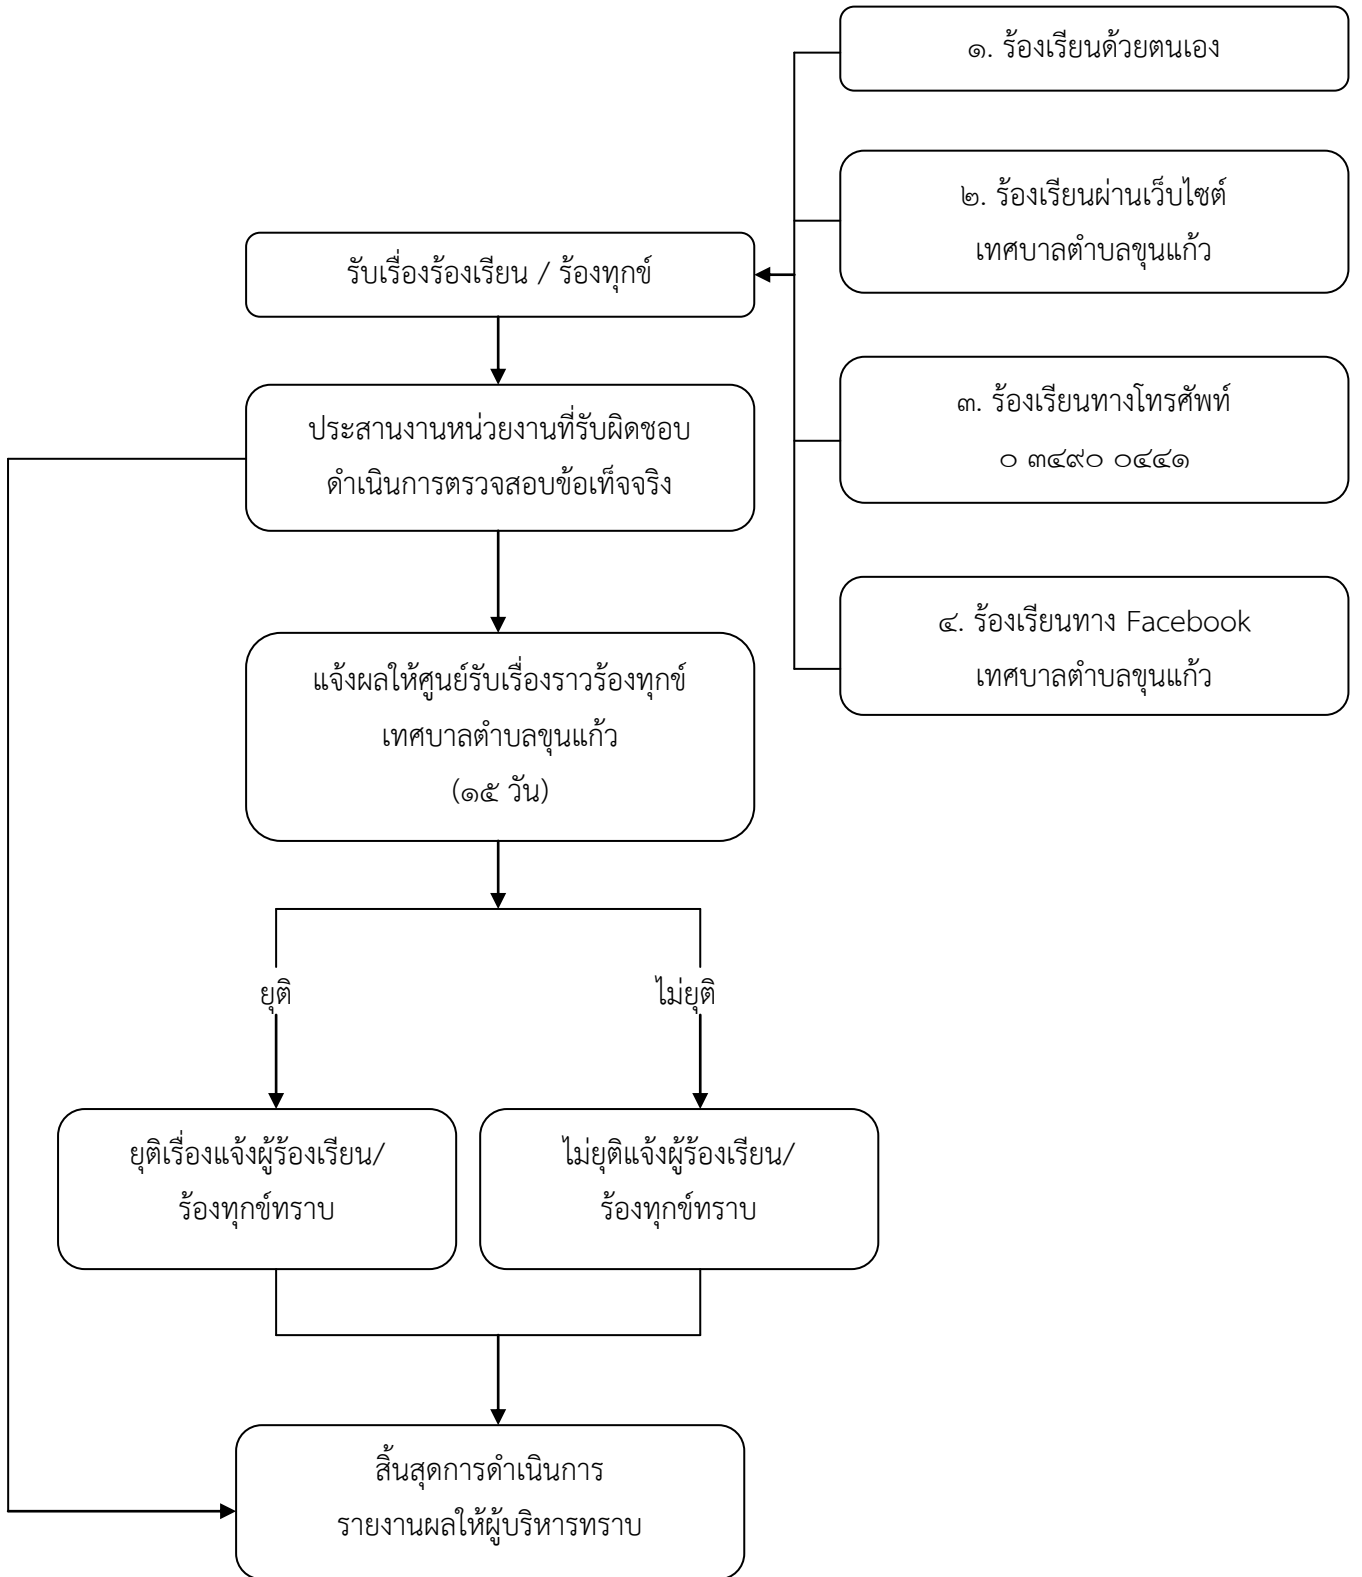 ๑. ร้องเรียนด้วยตนเอง
๒. ร้องเรียนผ่านเว็บไซต์
เทศบาลตำบลขุนแก้ว
รับเรื่องร้องเรียน / ร้องทุกข์
๓. ร้องเรียนทางโทรศัพท์
๐ ๓๔๙๐ ๐๔๔๑
ประสานงานหน่วยงานที่รับผิดชอบ
ดำเนินการตรวจสอบข้อเท็จจริง
๔. ร้องเรียนทาง Facebook
เทศบาลตำบลขุนแก้ว
แจ้งผลให้ศูนย์รับเรื่องราวร้องทุกข์
เทศบาลตำบลขุนแก้ว
(๑๕ วัน)
ยุติ
ไม่ยุติ
ยุติเรื่องแจ้งผู้ร้องเรียน/
ร้องทุกข์ทราบ
ไม่ยุติแจ้งผู้ร้องเรียน/
ร้องทุกข์ทราบ
สิ้นสุดการดำเนินการ
รายงานผลให้ผู้บริหารทราบ